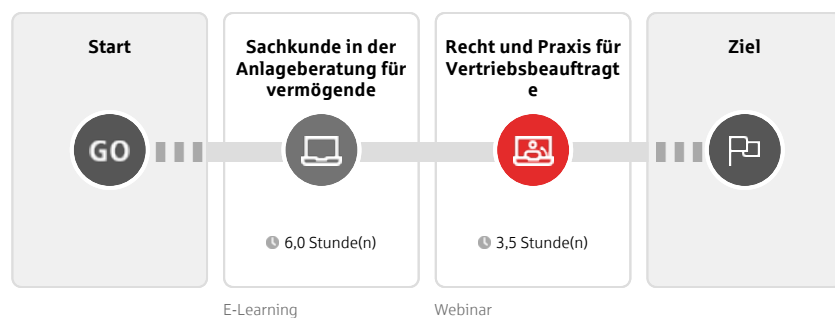 Start
Sachkunde in der
Anlageberatung für
vermögende
Recht und Praxis für
Vertriebsbeauftragt
e
Ziel
GO
6,0 Stunde(n)
3,5 Stunde(n)
E-Learning
Webinar